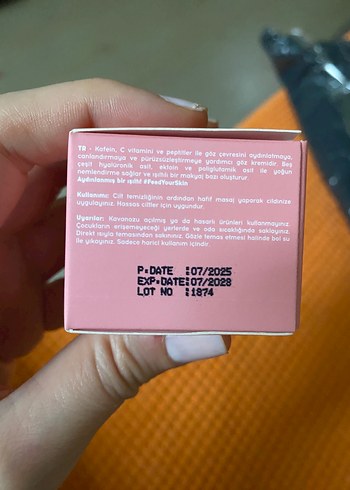 TR - Kafein, C vitamini ve peptitler ile göz çevresini aydınlatmaya,
canlandırmaya ve pürüzsüzleştirmeye yardımcı göz kremidir. Beş
çeşit hyalüronik asit, ektoin ve poliglutamik asit ile yoğun
nemlendirme sağlar ve ışıltılı bir makyaj bazı oluşturur.
Aydınlanmış bir ışıltı! #FeedYourSkin
Kullanım: Cilt temizliğinin ardından hafif masaj yaparak cildinize
uygulayınız. Hassas ciltler için uygundur.
Uyarılar: Kavanozu açılmış ya da hasarlı ürünleri kullanmayınız.
Çocukların erişemeyeceği yerlerde ve oda sıcaklığında saklayınız.
Direkt ısıyla temasından sakınınız. Gözle temas etmesi halinde bol su
ile yıkayınız. Sadece harici kullanım içindir.
P.DATE :07/2025
EXP.DATE:07/2028
LOT NO :1874